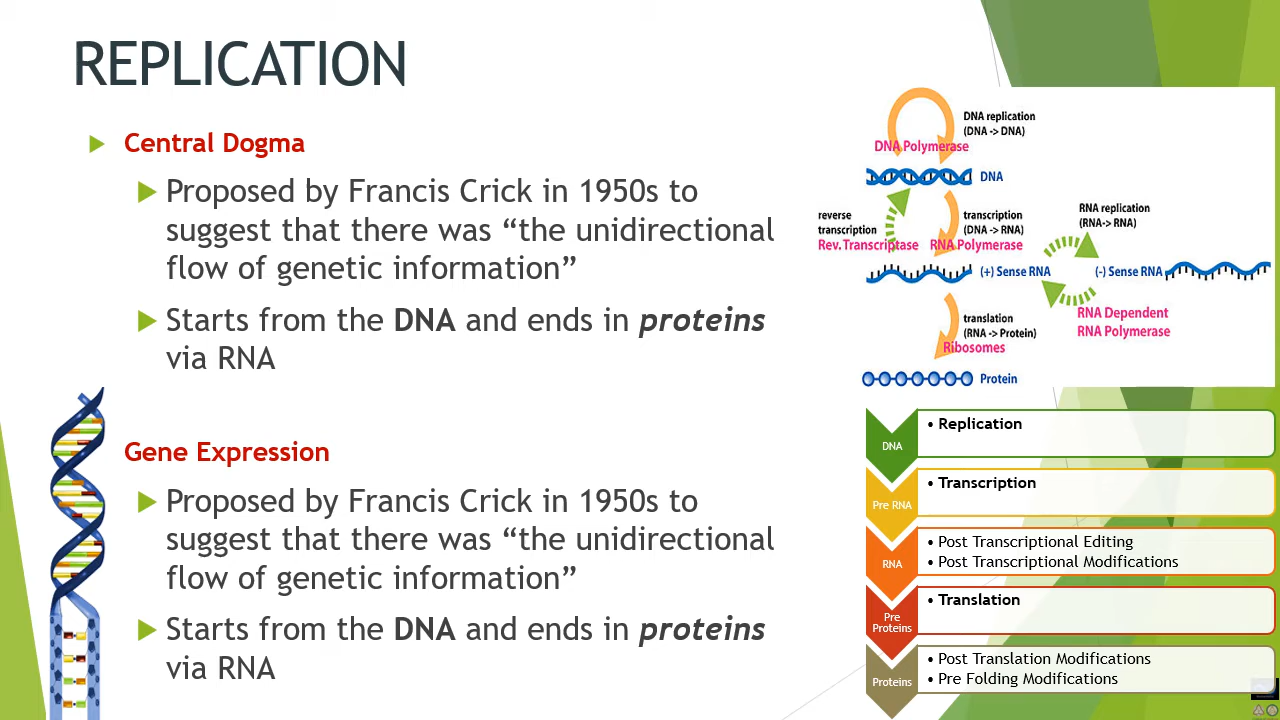 REPLICATION
Central Dogma
Proposed by Francis Crick in 1950s to
suggest that there was “the unidirectional
flow of genetic information”
Starts from the DNA and ends in proteins
via RNA
Gene Expression
Proposed by Francis Crick in 1950s to
suggest that there was “the unidirectional
flow of genetic information”
Starts from the DNA and ends in proteins
via RNA
DNA replication
(DNA -> DNA)
DNA Polymerase
DNA
reverse
transcription
Rev.Transcriptase
transcription
(DNA -> RNA)
RNA Polymerase
RNA replication
(RNA-> RNA)
(+) Sense RNA
(-) Sense RNA
RNA Dependent
RNA Polymerase
translation
(RNA -> Protein)
Ribosomes
Protein
DNA
• Replication
Pre RNA
• Transcription
RNA
• Post Transcriptional Editing
• Post Transcriptional Modifications
Pre
Proteins
• Translation
Proteins
• Post Translation Modifications
• Pre Folding Modifications